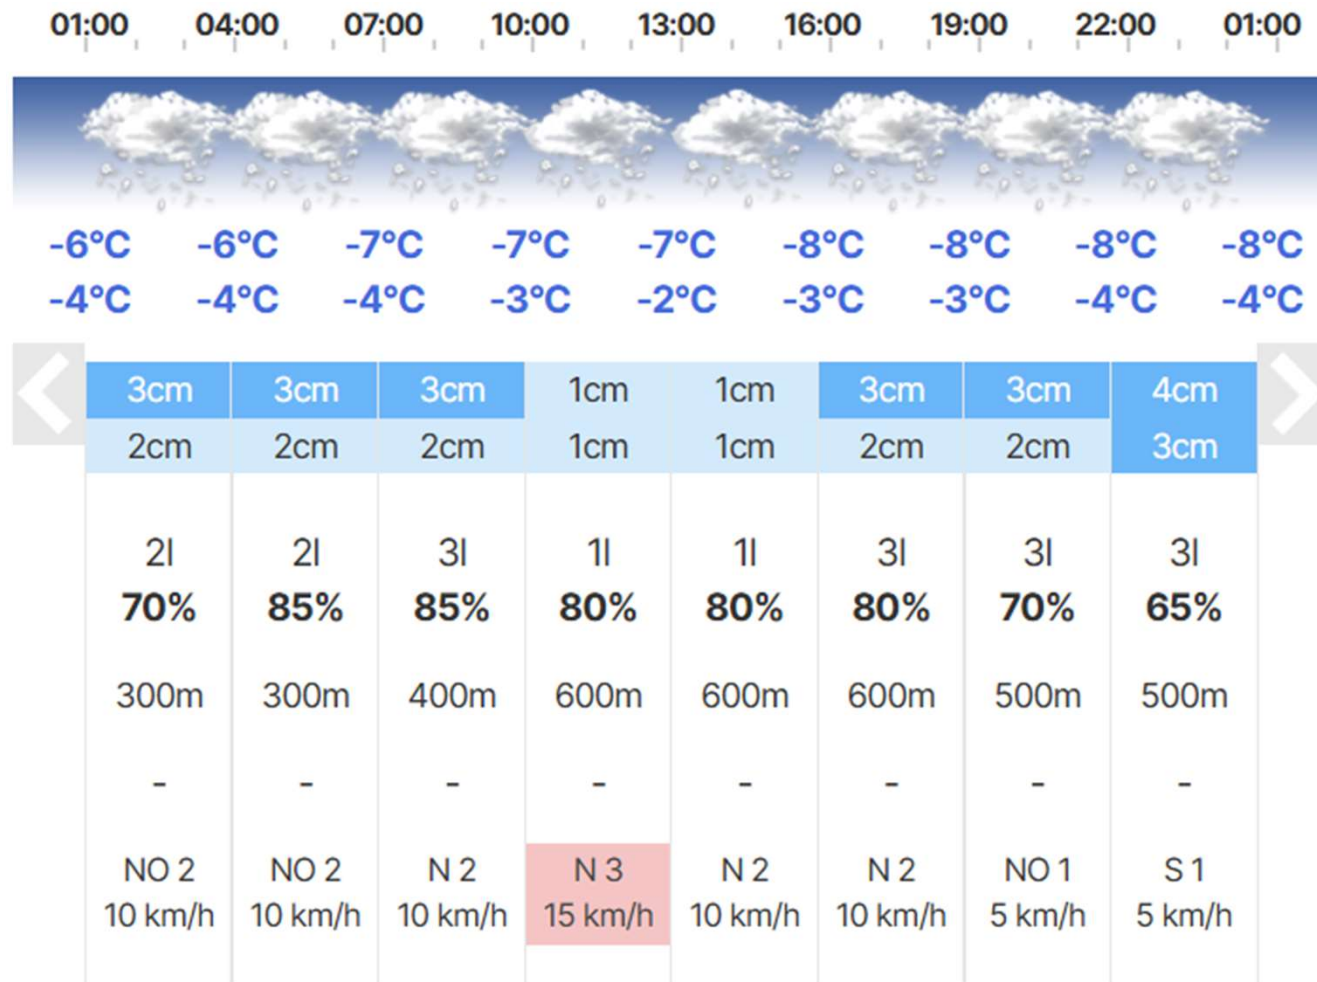 01:00 04:00 07:00 10:00 13:00 16:00 19:00 22:00 01:00
-6°C -6°C -7°C -7°C -7°C -8°C -8°C -8°C -8°C
-4°C -4°C -4°C -3°C -2°C -3°C -3°C -4°C -4°C
3cm 3cm 3cm 1cm 1cm 3cm 3cm 4cm
2cm 2cm 2cm 1cm 1cm 2cm 2cm 3cm
2l 2l 3l 1l 1l 3l 3l 3l
70% 85% 85% 80% 80% 80% 70% 65%
300m 300m 400m 600m 600m 600m 500m 500m
- - - - - - - -
NO 2 NO 2 N 2 N 3 N 2 N 2 NO 1 S 1
10 km/h 10 km/h 10 km/h 15 km/h 10 km/h 10 km/h 5 km/h 5 km/h